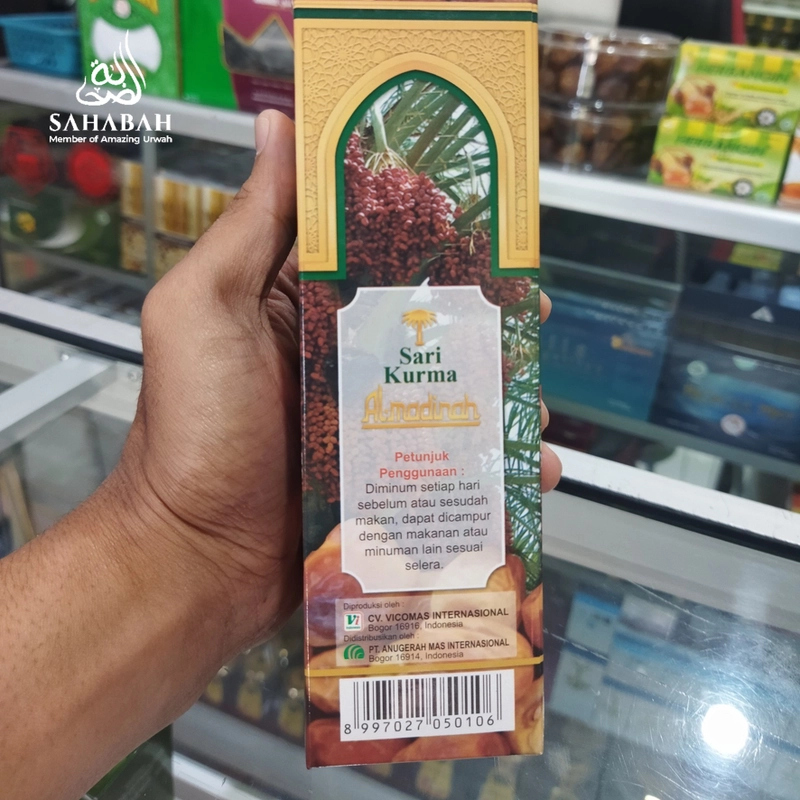 الصحابة
SAHABAH
Member of Amazing Urwah
Sari
Kurma
Almadinah
Petunjuk
Penggunaan :
Diminum setiap hari
sebelum atau sesudah
makan, dapat dicampur
dengan makanan atau
minuman lain sesuai
selera.
Diproduksi oleh :
CV. VICOMAS INTERNASIONAL
Bogor 16916, Indonesia
Didistribusikan oleh :
PT. ANUGERAH MAS INTERNASIONAL
Bogor 16914, Indonesia
8 997027 050106